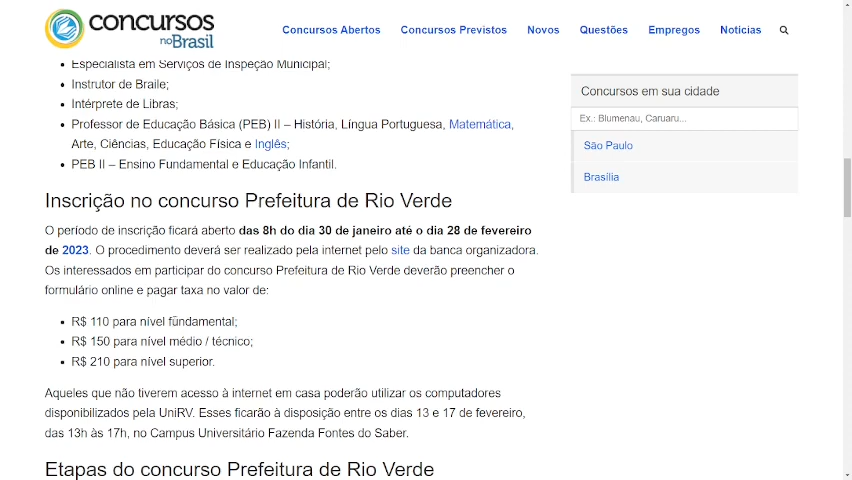 concursos
noBrasil
Concursos Abertos
Concursos Previstos
Novos
Questões
Empregos
Noticias
Especialista em Serviços de Inspeção Municipal;
Instrutor de Braile;
Intérprete de Libras;
Professor de Educação Básica (PEB) II – História, Língua Portuguesa, Matemática,
Arte, Ciências, Educação Física e Inglês;
PEB II – Ensino Fundamental e Educação Infantil.
Inscrição no concurso Prefeitura de Rio Verde
O período de inscrição ficará aberto das 8h do dia 30 de janeiro até o dia 28 de fevereiro
de 2023. O procedimento deverá ser realizado pela internet pelo site da banca organizadora.
Os interessados em participar do concurso Prefeitura de Rio Verde deverão preencher o
formulário online e pagar taxa no valor de:
R$ 110 para nível fundamental;
R$ 150 para nível médio / técnico;
R$ 210 para nível superior.
Aqueles que não tiverem acesso à internet em casa poderão utilizar os computadores
disponibilizados pela UniRV. Esses ficarão à disposição entre os dias 13 e 17 de fevereiro,
das 13h às 17h, no Campus Universitário Fazenda Fontes do Saber.
Etapas do concurso Prefeitura de Rio Verde
Concursos em sua cidade
Ex.: Blumenau, Caruaru...
São Paulo
Brasília